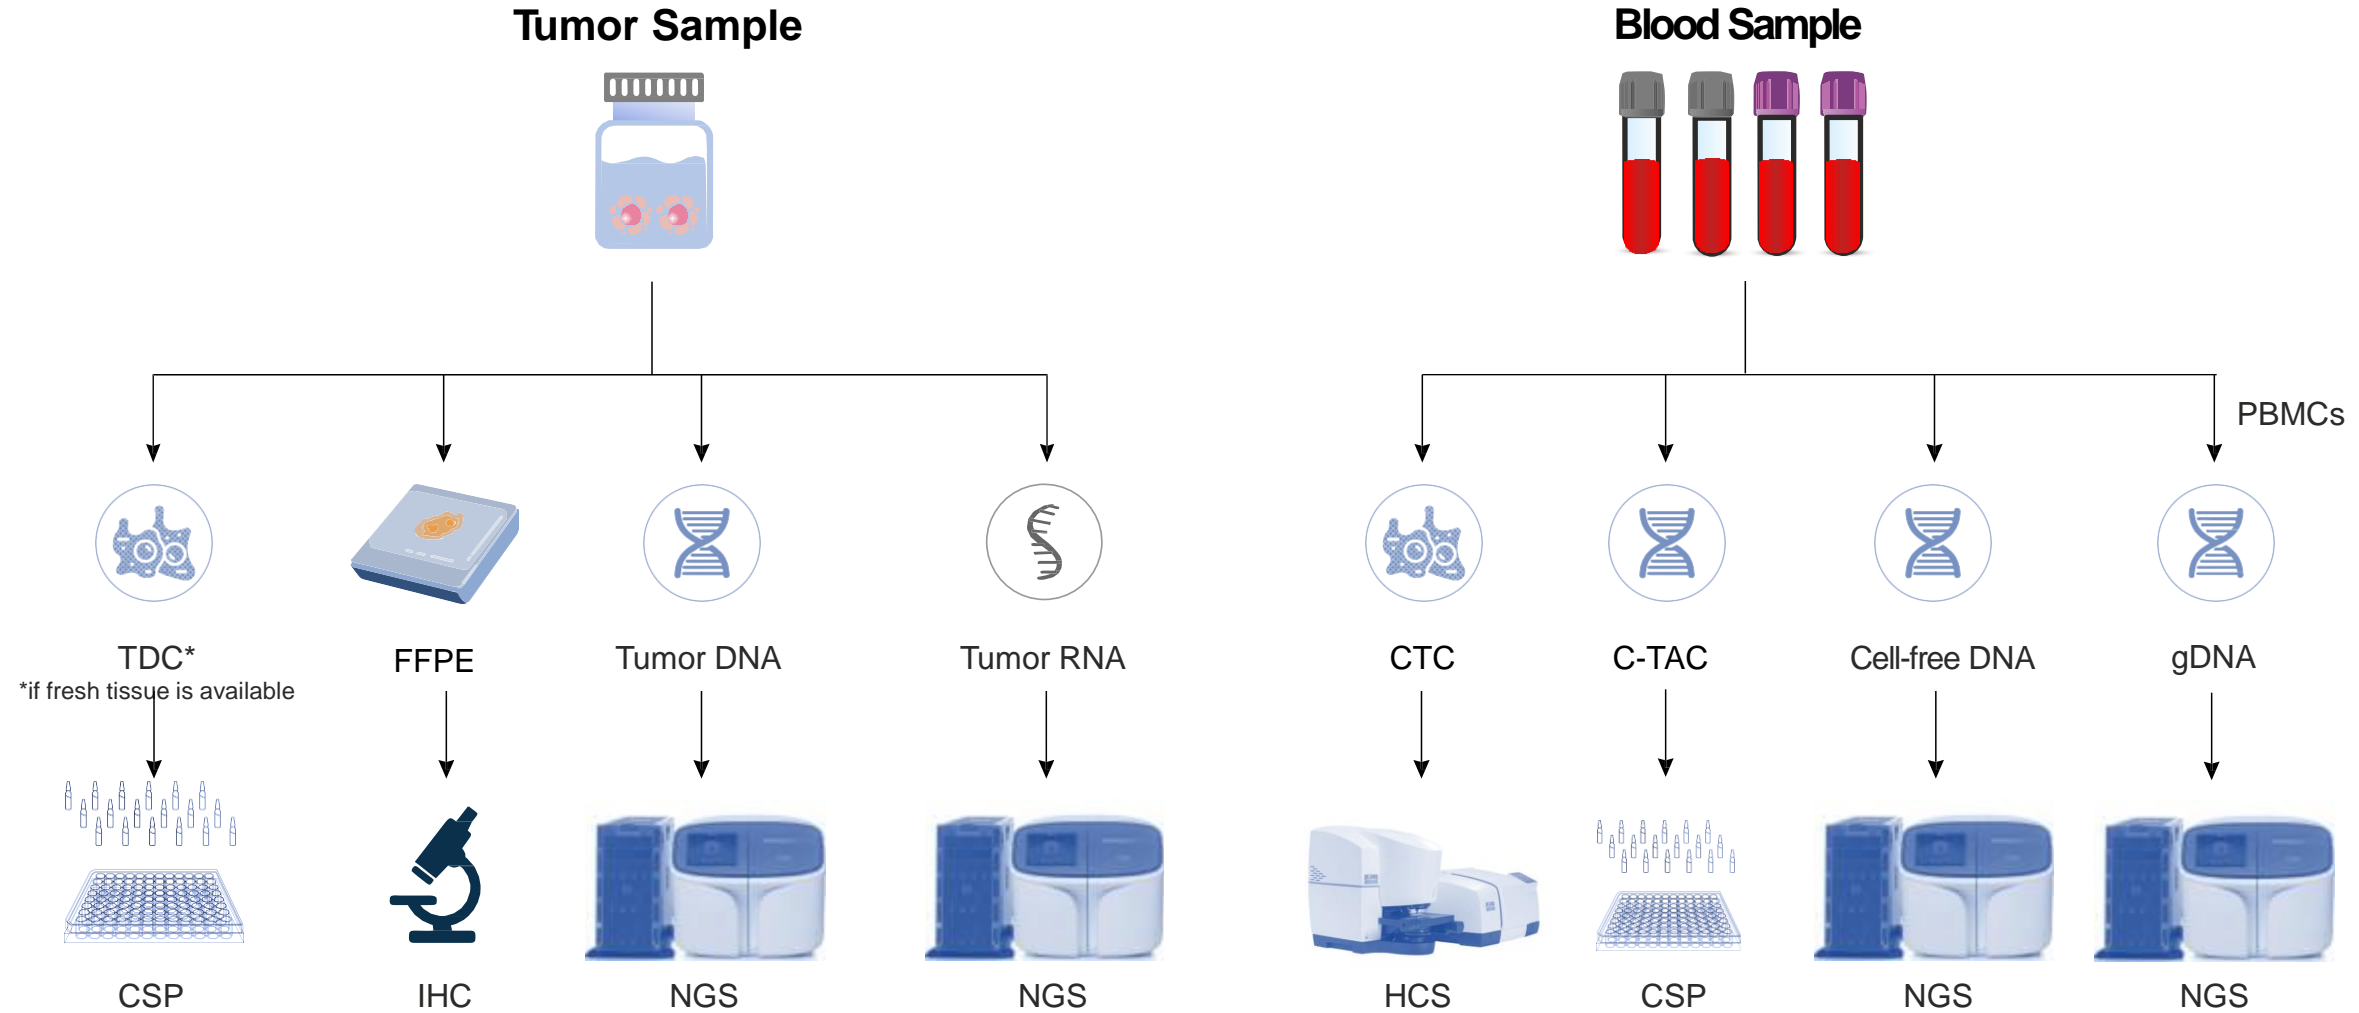 Tumor Sample
Blood Sample
PBMCs
TDC*
*if fresh tissue is available
FFPE
Tumor DNA
Tumor RNA
CTC
C-TAC
Cell-free DNA
gDNA
CSP
IHC
NGS
NGS
HCS
CSP
NGS
NGS